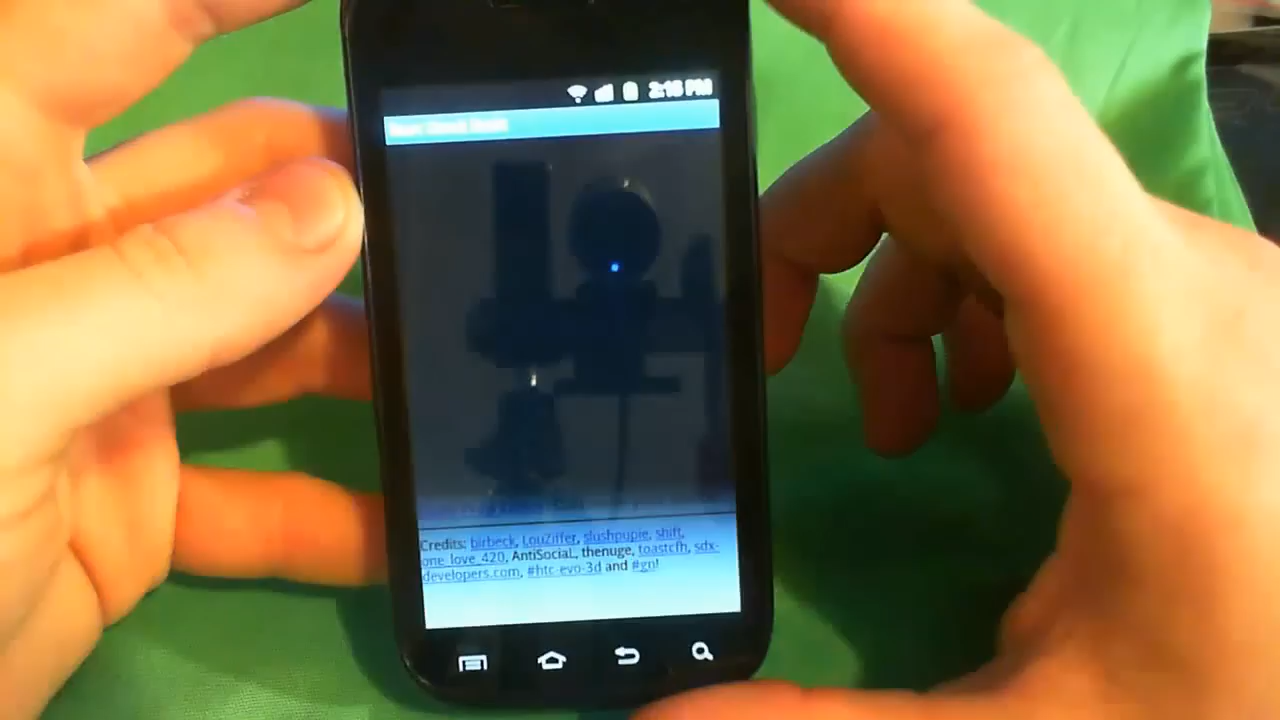 2:16 PM
Credits: birbeck, LouZiffer, slushpupie, shift,
one_love_420, AntiSociaL, thenuge, toastcfh, sdx-
developers.com, #htc-evo-3d and #gn!